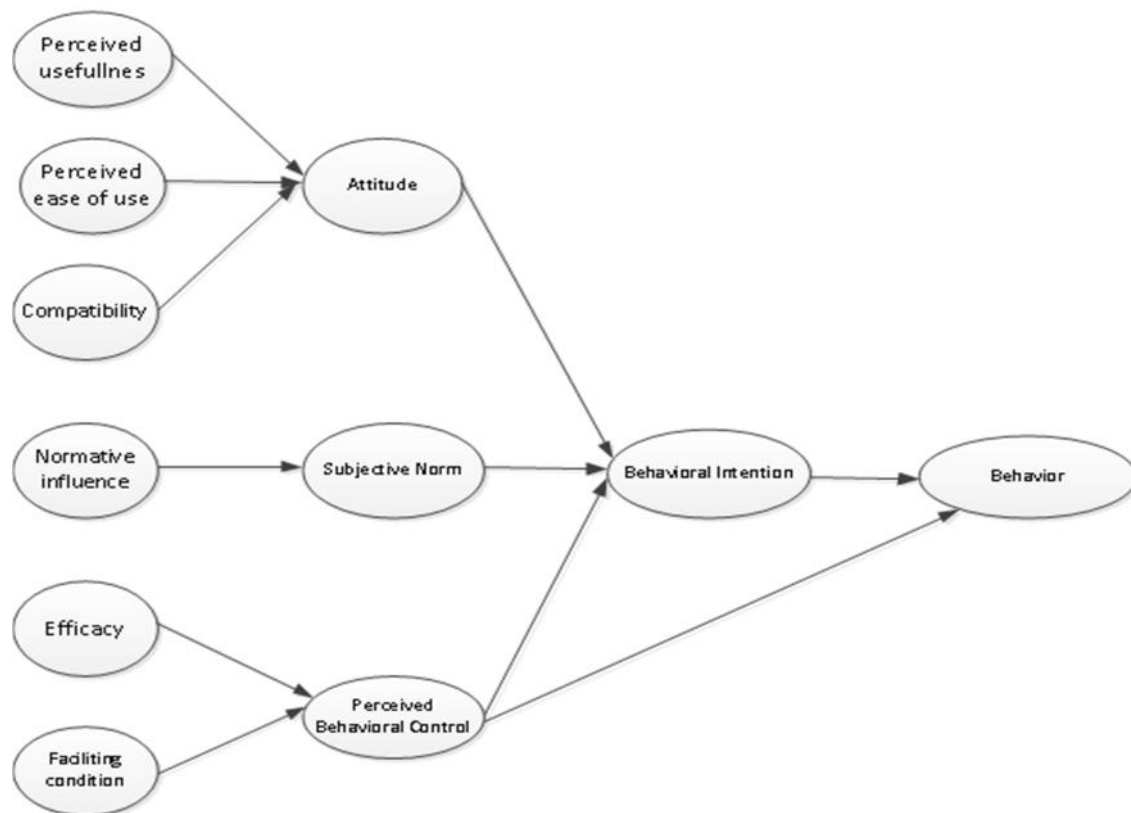 Perceived
usefullnes
Perceived
ease of use
Attitude
Compatibility
Normative
influence
Subjective Norm
Behavioral Intention
Behavior
Efficacy
Perceived
Behavioral Control
Faciliting
condition